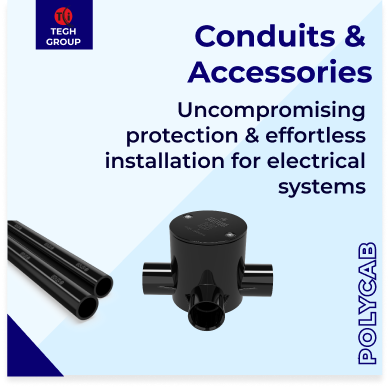 TEGH
GROUP
Conduits &
Accessories
Uncompromising
protection & effortless
installation for electrical
systems
POLYCAB